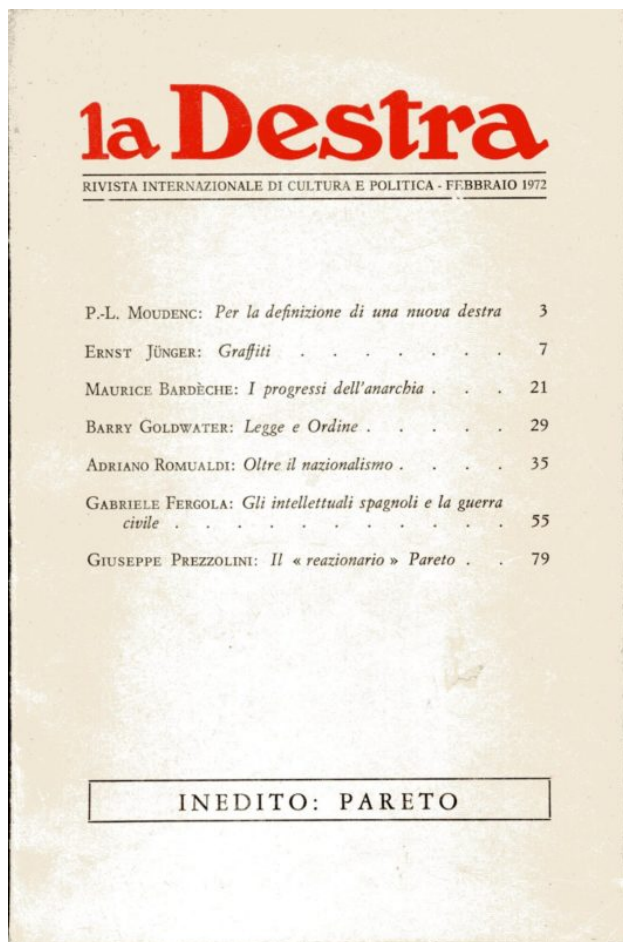 la Destra
RIVISTA INTERNAZIONALE DI CULTURA E POLITICA - FEBBRAIO 1972
P.-L. MOUDENC: Per la definizione di una nuova destra 3
ERNST JÜNGER: Graffiti . . . . . . . 7
MAURICE BARDÈCHE: I progressi dell'anarchia . . . 21
BARRY GOLDWATER: Legge e Ordine . . . . . 29
ADRIANO ROMUALDI: Oltre il nazionalismo . . . . 35
GABRIELE FERGOLA: Gli intellettuali spagnoli e la guerra
civile . . . . . . . . . . . . 55
GIUSEPPE PREZZOLINI: Il « reazionario » Pareto . . 79
INEDITO: PARETO